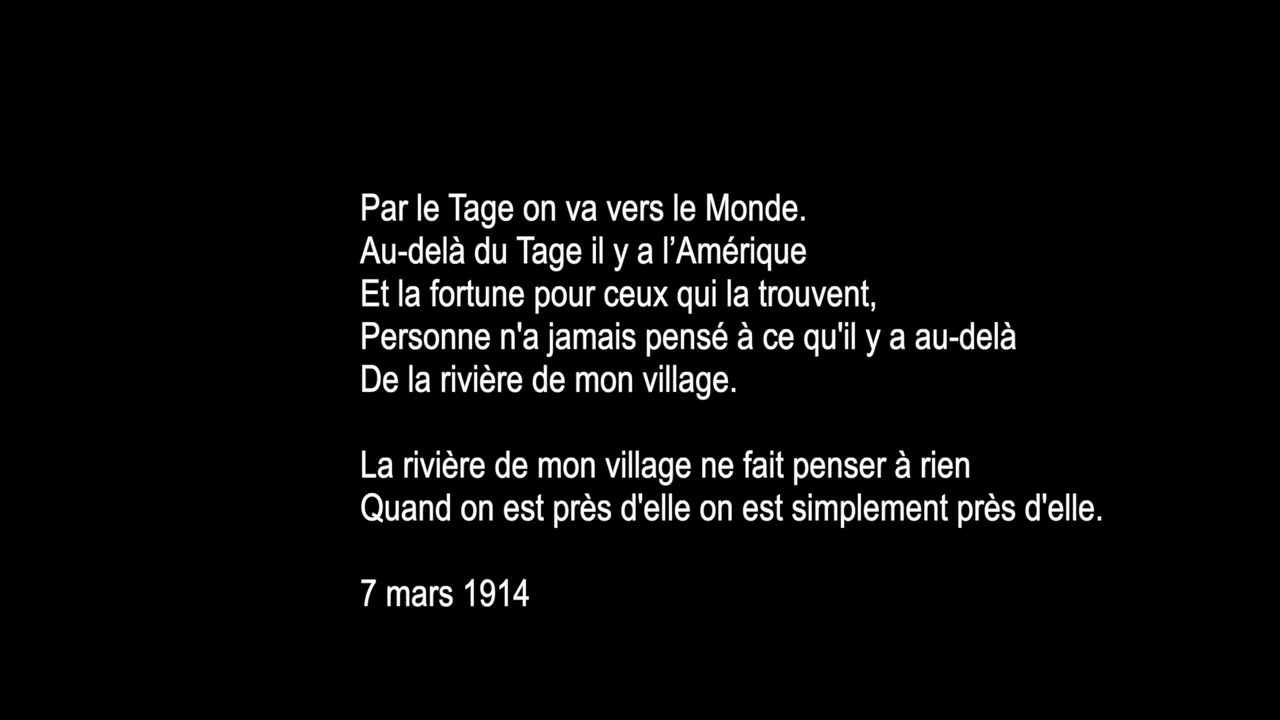 Par le Tage on va vers le Monde.
Au-delà du Tage il y a l’Amérique
Et la fortune pour ceux qui la trouvent,
Personne n'a jamais pensé à ce qu'il y a au-delà
De la rivière de mon village.
La rivière de mon village ne fait penser à rien
Quand on est près d'elle on est simplement près d'elle.
7 mars 1914